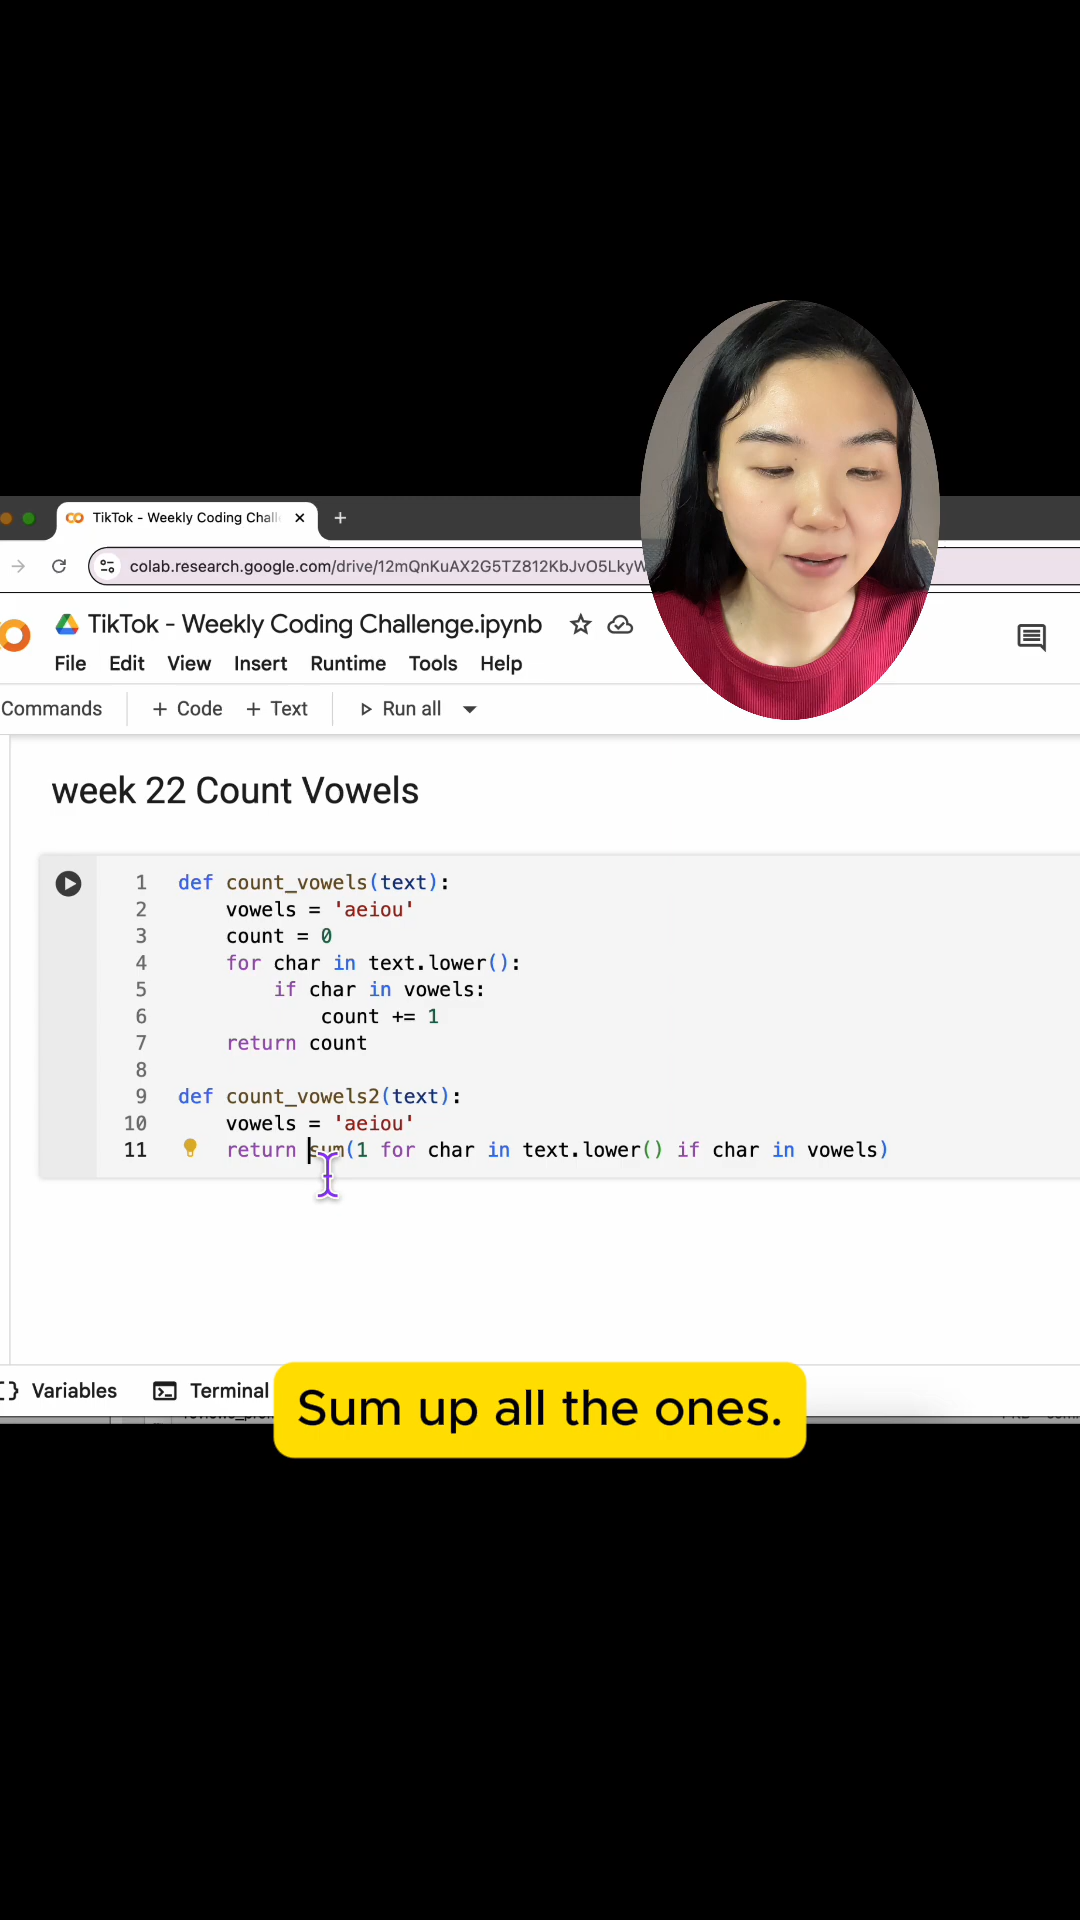 TikTok - Weekly Coding Chall
colab.research.google.com/drive/12mQnKuAX2G5TZ812KbJvO5Lky
TikTok - Weekly Coding Challenge.ipynb
File Edit View Insert Runtime Tools Help
Commands + Code + Text Run all
week 22 Count Vowels
1 def count_vowels(text):
2 vowels = 'aeiou'
3 count = 0
4 for char in text.lower():
5 if char in vowels:
6 count += 1
7 return count
8
9 def count_vowels2(text):
10 vowels = 'aeiou'
11 return sum(1 for char in text.lower() if char in vowels)
Variables Terminal
Sum up all the ones.